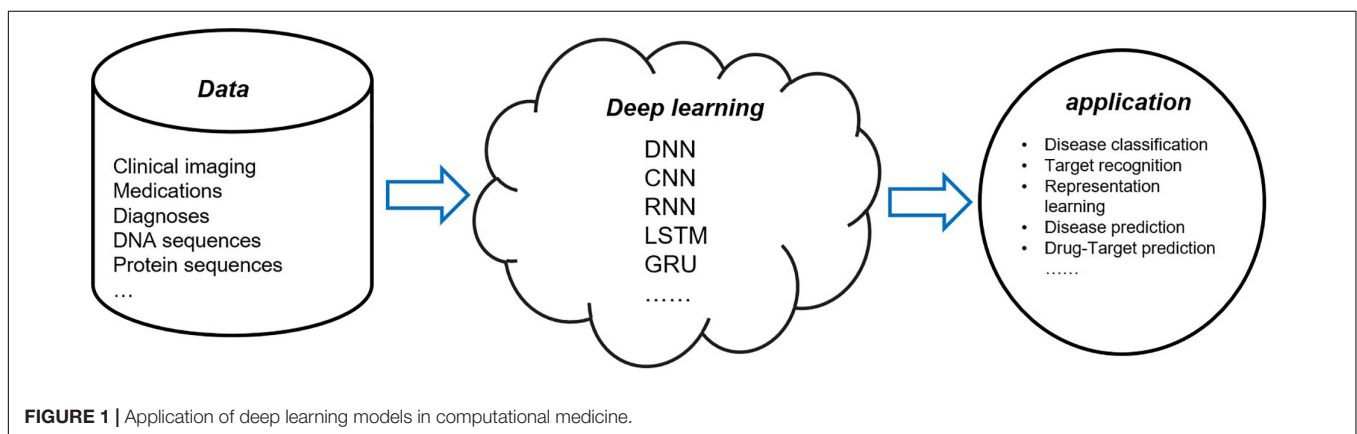 Data
Clinical imaging
Medications
Diagnoses
DNA sequences
Protein sequences
...
Deep learning
DNN
CNN
RNN
LSTM
GRU
......
application
• Disease classification
• Target recognition
• Representation
learning
• Disease prediction
• Drug-Target prediction
......
FIGURE 1 | Application of deep learning models in computational medicine.